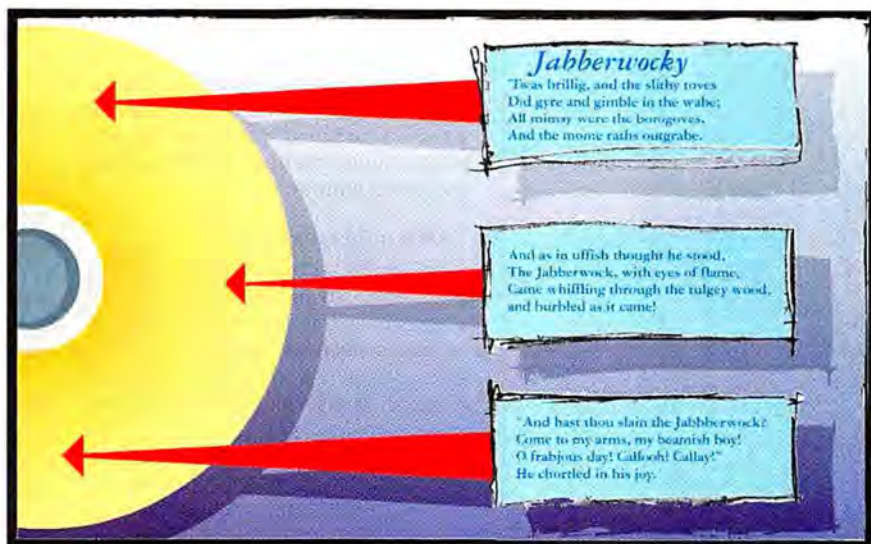 Jabberwocky
'Twas brillig, and the slithy toves
Did gyre and gimble in the wabe;
All mimsy were the borogoves,
And the mome raths outgrabe.
And as in uffish thought he stood,
The Jabberwock, with eyes of flame,
Came whiffling through the tulgey wood,
and burbled as it came!
"And hast thou slain the Jabbberwock?
Come to my arms, my beamish boy!
O frabjous day! Callooh! Callay!"
He chortled in his joy.